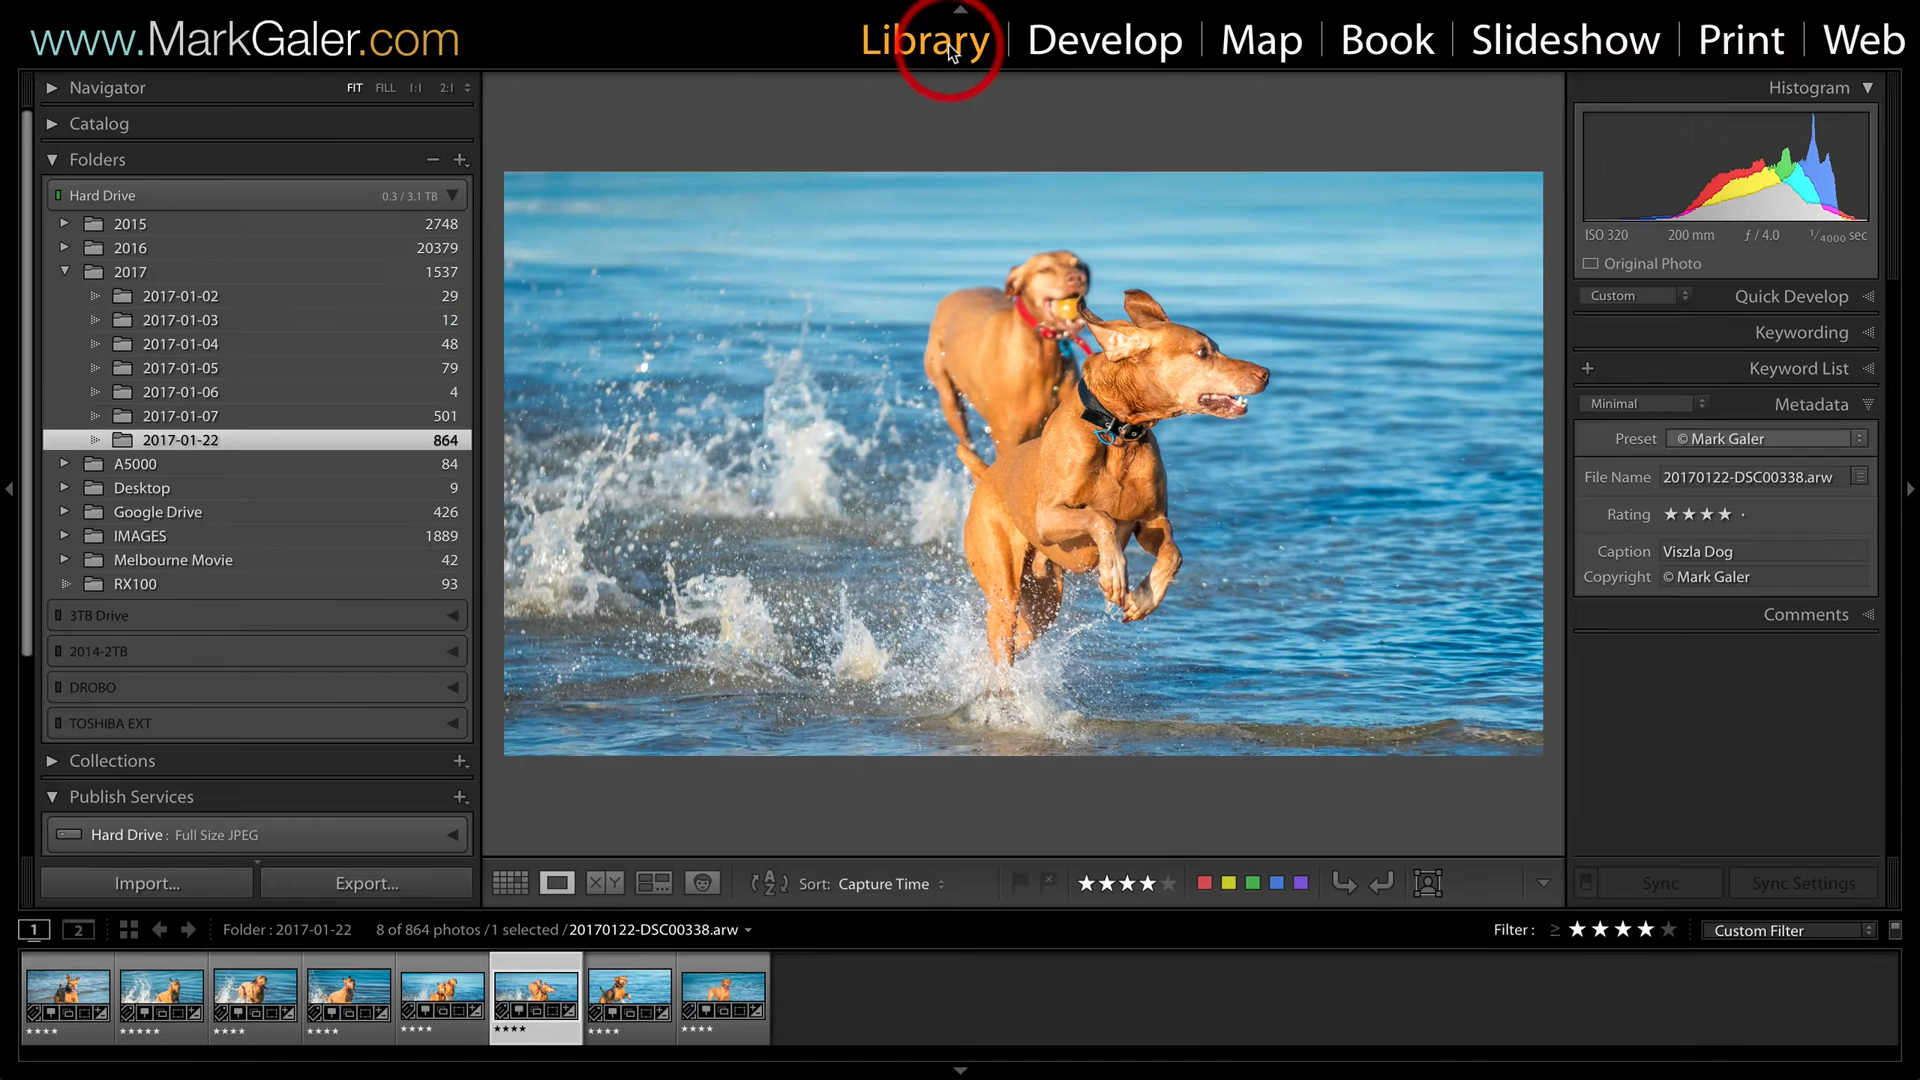 www.MarkGaler.com
Library | Develop | Map | Book | Slideshow | Print | Web
Navigator FIT FILL 1:1 2:1
Catalog
Folders
Hard Drive 0.3 / 3.1 TB
2015 2748
2016 20379
2017 1537
2017-01-02 29
2017-01-03 12
2017-01-04 48
2017-01-05 79
2017-01-06 4
2017-01-07 501
2017-01-22 864
A5000 84
Desktop 9
Google Drive 426
IMAGES 1889
Melbourne Movie 42
RX100 93
3TB Drive
2014-2TB
DROBO
TOSHIBA EXT
Collections
Publish Services
Hard Drive : Full Size JPEG
Import... Export...
Histogram
ISO 320 200 mm ƒ / 4.0 1/4000 sec
Original Photo
Custom Quick Develop
Keywording
Keyword List
Minimal Metadata
Preset © Mark Galer
File Name 20170122-DSC00338.arw
Rating ★ ★ ★ ★ ·
Caption Viszla Dog
Copyright © Mark Galer
Comments
X Y A Z Sort: Capture Time ★★★★★
Sync Sync Settings
1 2 Folder : 2017-01-22 8 of 864 photos / 1 selected / 20170122-DSC00338.arw
Filter : ≥ ★★★★★ Custom Filter
★★★★ ★★★★★ ★★★★ ★★★★ ★★★★ ★★★★ ★★★★ ★★★★